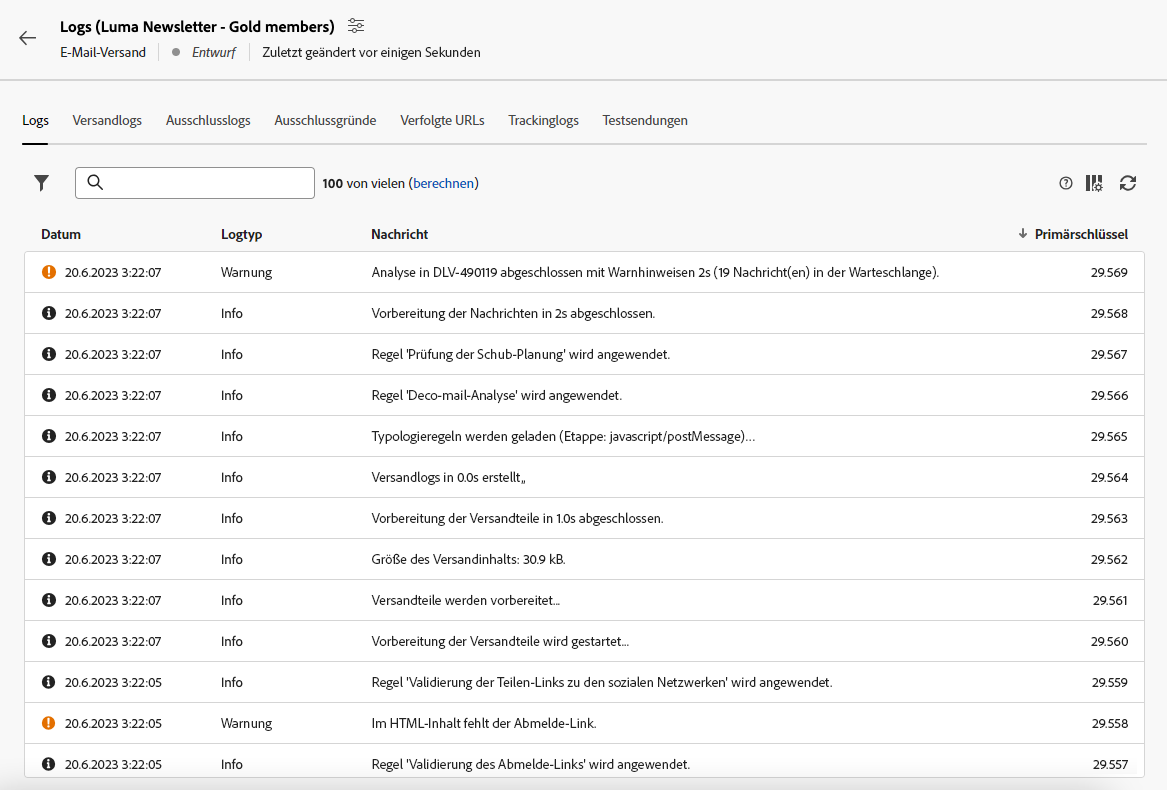 Logs (Luma Newsletter - Gold members)
E-Mail-Versand Entwurf Zuletzt geändert vor einigen Sekunden
Logs Versandlogs Ausschlusslogs Ausschlussgründe Verfolgte URLs Trackinglogs Testsendungen
100 von vielen (berechnen)
Datum Logtyp Nachricht Primärschlüssel
20.6.2023 3:22:07 Warnung Analyse in DLV-490119 abgeschlossen mit Warnhinweisen 2s (19 Nachricht(en) in der Warteschlange). 29.569
20.6.2023 3:22:07 Info Vorbereitung der Nachrichten in 2s abgeschlossen. 29.568
20.6.2023 3:22:07 Info Regel 'Prüfung der Schub-Planung' wird angewendet. 29.567
20.6.2023 3:22:07 Info Regel 'Deco-mail-Analyse' wird angewendet. 29.566
20.6.2023 3:22:07 Info Typologieregeln werden geladen (Etappe: javascript/postMessage)... 29.565
20.6.2023 3:22:07 Info Versandlogs in 0.0s erstellt„ 29.564
20.6.2023 3:22:07 Info Vorbereitung der Versandteile in 1.0s abgeschlossen. 29.563
20.6.2023 3:22:07 Info Größe des Versandinhalts: 30.9 kB. 29.562
20.6.2023 3:22:07 Info Versandteile werden vorbereitet... 29.561
20.6.2023 3:22:07 Info Vorbereitung der Versandteile wird gestartet... 29.560
20.6.2023 3:22:05 Info Regel 'Validierung der Teilen-Links zu den sozialen Netzwerken' wird angewendet. 29.559
20.6.2023 3:22:05 Warnung Im HTML-Inhalt fehlt der Abmelde-Link. 29.558
20.6.2023 3:22:05 Info Regel 'Validierung des Abmelde-Links' wird angewendet. 29.557